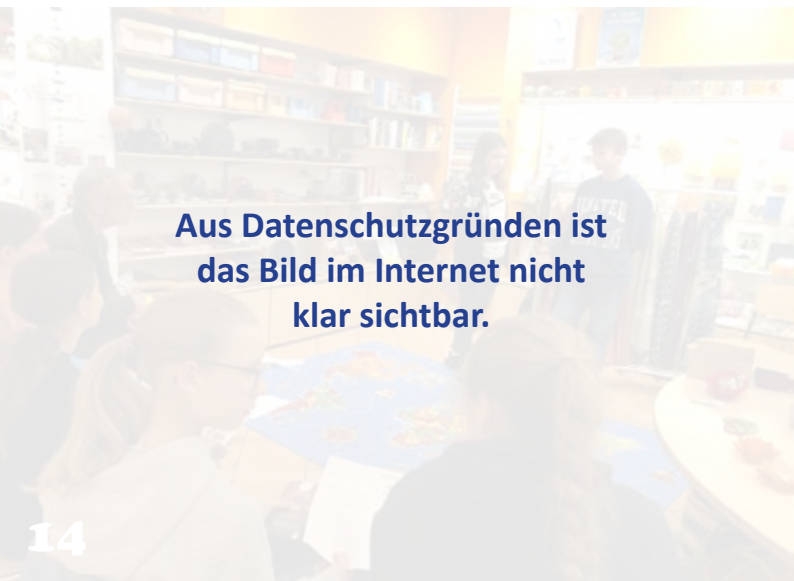 Aus Datenschutzgründen ist
das Bild im Internet nicht
klar sichtbar.
14